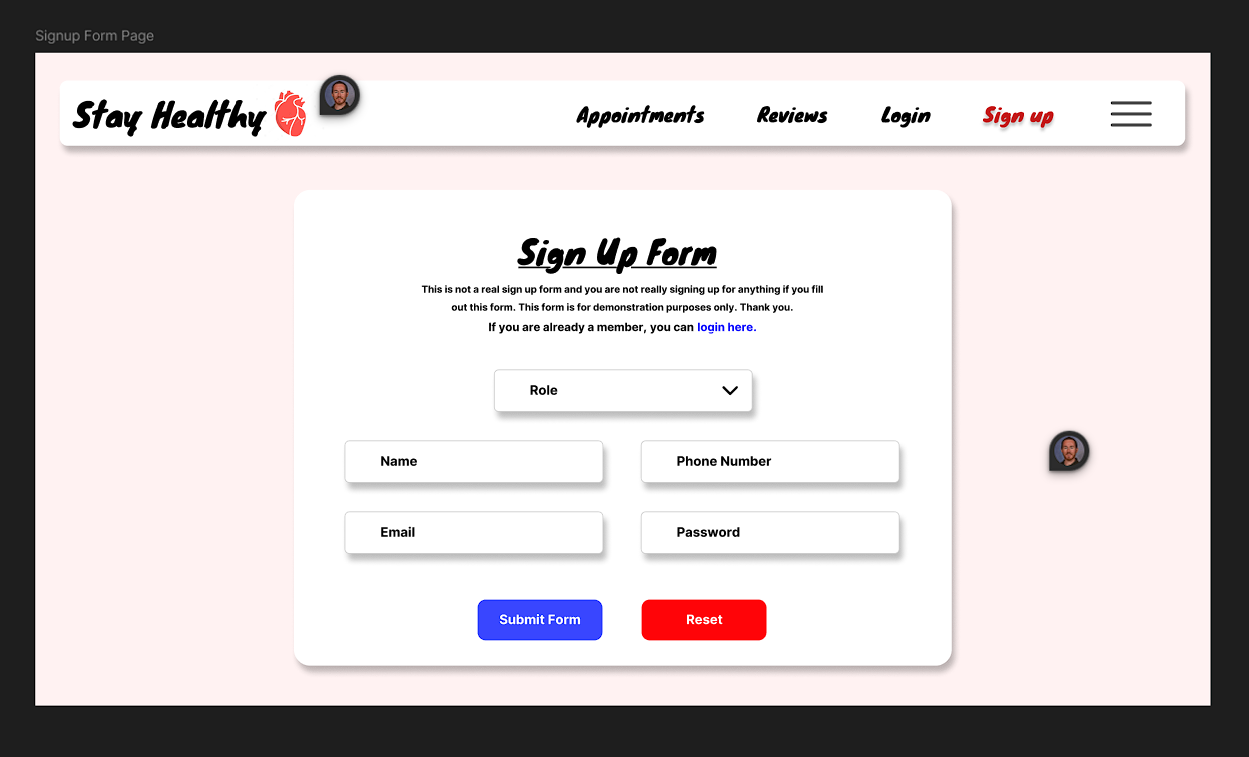 Signup Form Page
Stay Healthy
Appointments
Reviews
Login
Sign up
Sign Up Form
This is not a real sign up form and you are not really signing up for anything if you fill
out this form. This form is for demonstration purposes only. Thank you.
If you are already a member, you can login here.
Role
Name
Phone Number
Email
Password
Submit Form
Reset